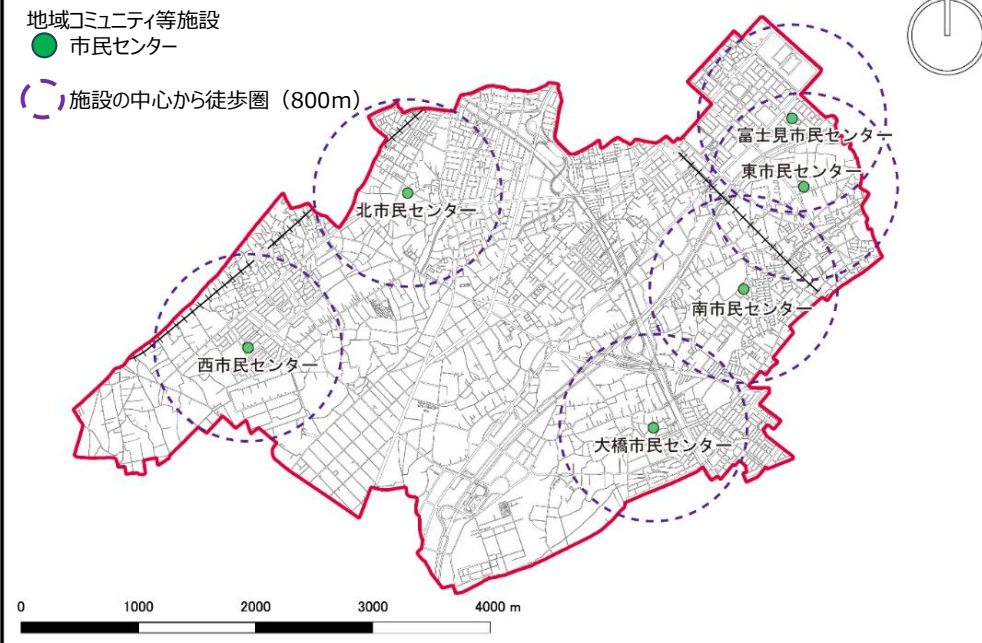 地域コミュニティ等施設
市民センター
施設の中心から徒歩圏（800m）
富士見市民センター
東市民センター
北市民センター
南市民センター
西市民センター
大橋市民センター
0 1000 2000 3000 4000 m